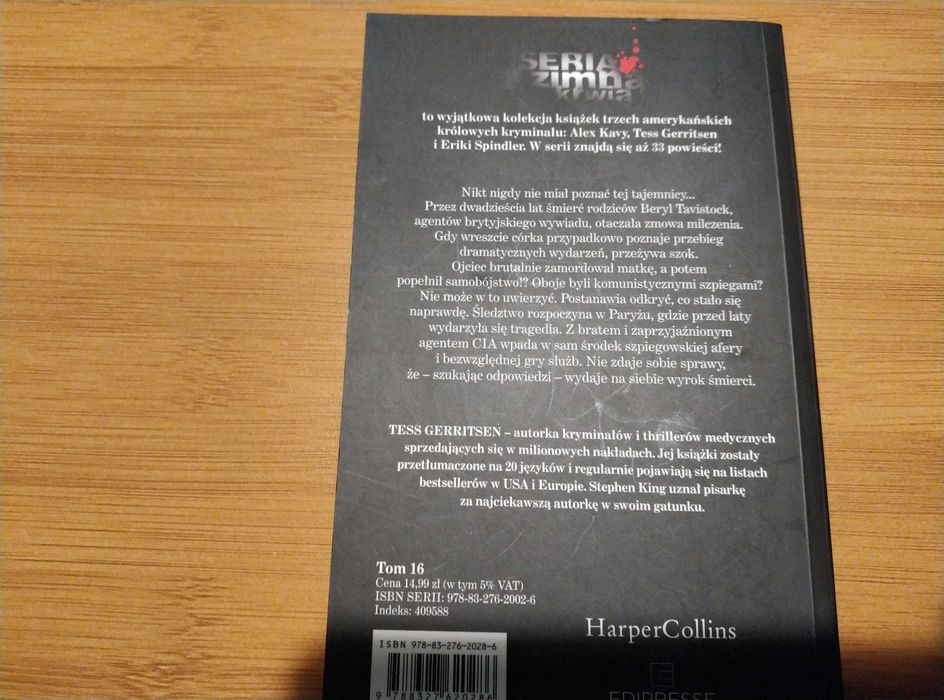 SERIA
z zimną
krwią
to wyjątkowa kolekcja książek trzech amerykańskich
królowych kryminału: Alex Kavy, Tess Gerritsen
i Eriki Spindler. W serii znajdą się aż 33 powieści!
Nikt nigdy nie miał poznać tej tajemnicy...
Przez dwadzieścia lat śmierć rodziców Beryl Tavistock,
agentów brytyjskiego wywiadu, otaczała zmowa milczenia.
Gdy wreszcie córka przypadkowo poznaje przebieg
dramatycznych wydarzeń, przeżywa szok.
Ojciec brutalnie zamordował matkę, a potem
popełnił samobójstwo!? Oboje byli komunistycznymi szpiegami?
Nie może w to uwierzyć. Postanawia odkryć, co stało się
naprawdę. Śledztwo rozpoczyna w Paryżu, gdzie przed laty
wydarzyła się tragedia. Z bratem i zaprzyjaźnionym
agentem CIA wpada w sam środek szpiegowskiej afery
i bezwzględnej gry służb. Nie zdaje sobie sprawy,
że – szukając odpowiedzi – wydaje na siebie wyrok śmierci.
TESS GERRITSEN – autorka kryminałów i thrillerów medycznych
sprzedających się w milionowych nakładach. Jej książki zostały
przetłumaczone na 20 języków i regularnie pojawiają się na listach
bestsellerów w USA i Europie. Stephen King uznał pisarkę
za najciekawszą autorkę w swoim gatunku.
Tom 16
Cena 14,99 zł (w tym 5% VAT)
ISBN SERII: 978-83-276-2002-6
Indeks: 409588
HarperCollins
ISBN 978-83-276-2028-6
9 788327 620286
EDIPRESSE